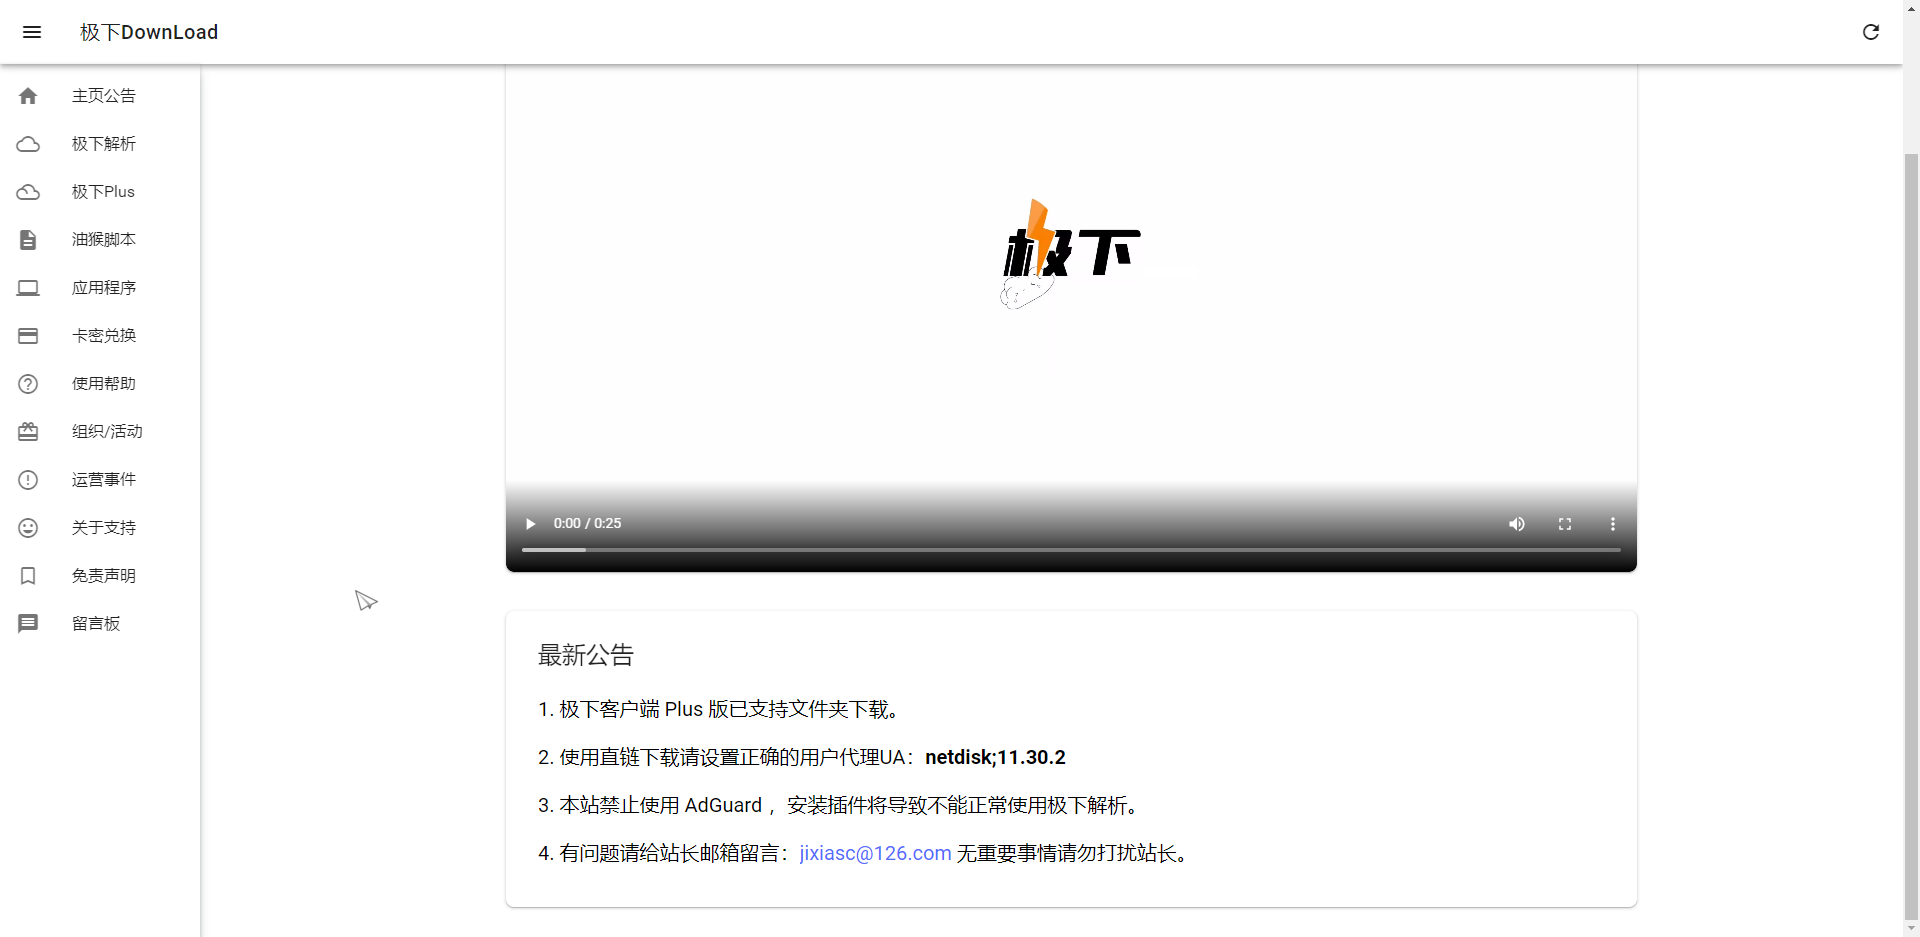 极下DownLoad
主页公告
极下解析
极下Plus
油猴脚本
应用程序
卡密兑换
使用帮助
组织/活动
运营事件
关于支持
免责声明
留言板
极下
0:00 / 0:25
最新公告
1. 极下客户端 Plus 版已支持文件夹下载。
2. 使用直链下载请设置正确的用户代理UA：netdisk;11.30.2
3. 本站禁止使用 AdGuard ，安装插件将导致不能正常使用极下解析。
4. 有问题请给站长邮箱留言：jixiasc@126.com 无重要事情请勿打扰站长。